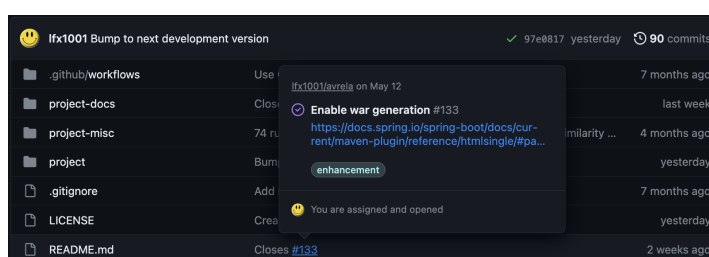 lfx1001 Bump to next development version 97e0817 yesterday 90 commits
.github/workflows Use 7 months ago
lfx1001/avrela on May 12
project-docs Clos last week
Enable war generation #133
https://docs.spring.io/spring-boot/docs/cur-
project-misc 74 ru milarity ... 4 months ago
rent/maven-plugin/reference/htmlsingle/#pa...
project Bum yesterday
enhancement
.gitignore Add 7 months ago
You are assigned and opened
LICENSE Crea yesterday
README.md Closes #133 2 weeks ago